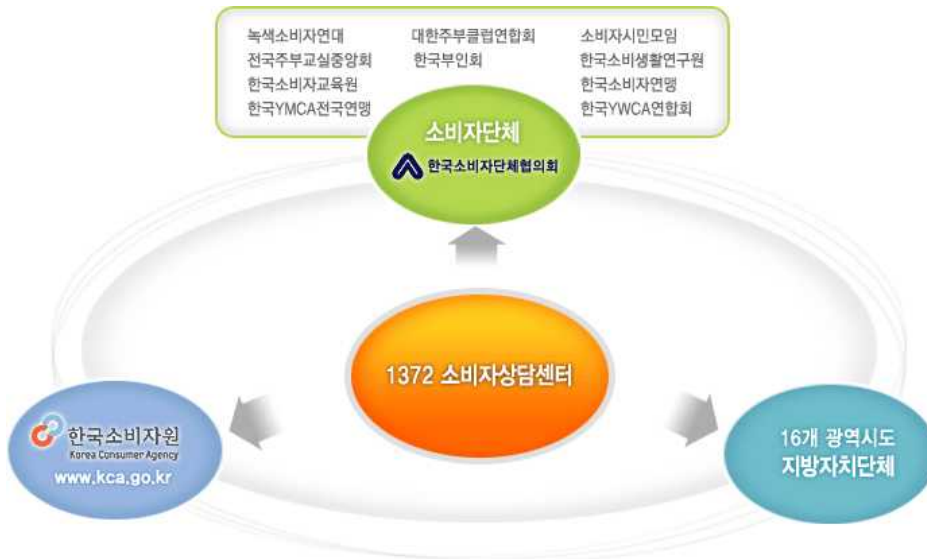 녹색소비자연대 대한주부클럽연합회 소비자시민모임
전국주부교실중앙회 한국부인회 한국소비생활연구원
한국소비자교육원 한국소비자연맹
한국YMCA전국연맹 한국YWCA연합회
소비자단체
한국소비자단체협의회
1372 소비자상담센터
한국소비자원
Korea Consumer Agency
www.kca.go.kr
16개 광역시도
지방자치단체